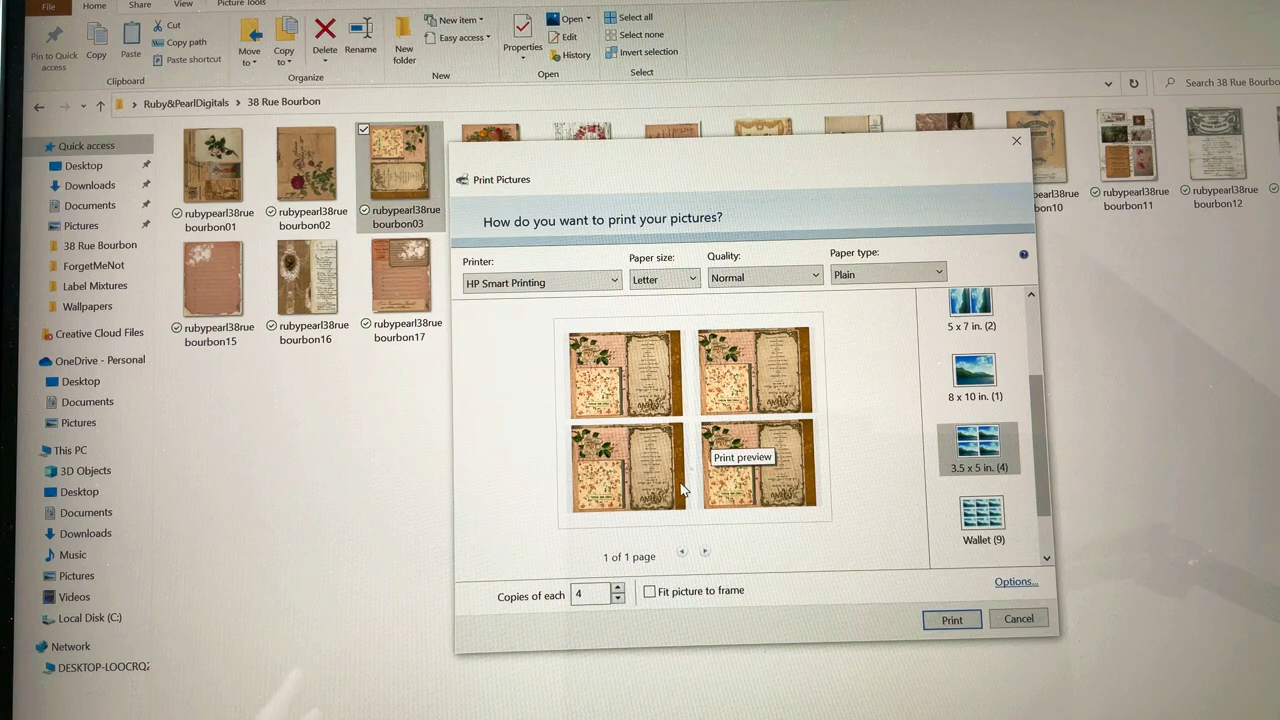 File
Home
Share
View
Picture Tools
Pin to Quick
access
Copy
Paste
Cut
Copy path
Paste shortcut
Clipboard
Move
to
Copy
to
Delete
Rename
Organize
New
folder
New item
Easy access
New
Properties
Open
Edit
History
Open
Select all
Select none
Invert selection
Select
Ruby&PearlDigitals > 38 Rue Bourbon
Search 38 Rue Bourbo
Quick access
Desktop
Downloads
Documents
Pictures
38 Rue Bourbon
ForgetMeNot
Label Mixtures
Wallpapers
Creative Cloud Files
OneDrive - Personal
Desktop
Documents
Pictures
This PC
3D Objects
Desktop
Documents
Downloads
Music
Pictures
Videos
Local Disk (C:)
Network
DESKTOP-LOOCRQ2
rubypearl38rue
bourbon01
rubypearl38rue
bourbon02
rubypearl38rue
bourbon03
arl38rue
on10
rubypearl38rue
bourbon11
rubypearl38rue
bourbon12
rubypearl38rue
bourbon15
rubypearl38rue
bourbon16
rubypearl38rue
bourbon17
Print Pictures
How do you want to print your pictures?
Printer:
HP Smart Printing
Paper size:
Letter
Quality:
Normal
Paper type:
Plain
5 x 7 in. (2)
8 x 10 in. (1)
3.5 x 5 in. (4)
Wallet (9)
Print preview
1 of 1 page
Copies of each 4
Fit picture to frame
Options...
Print
Cancel